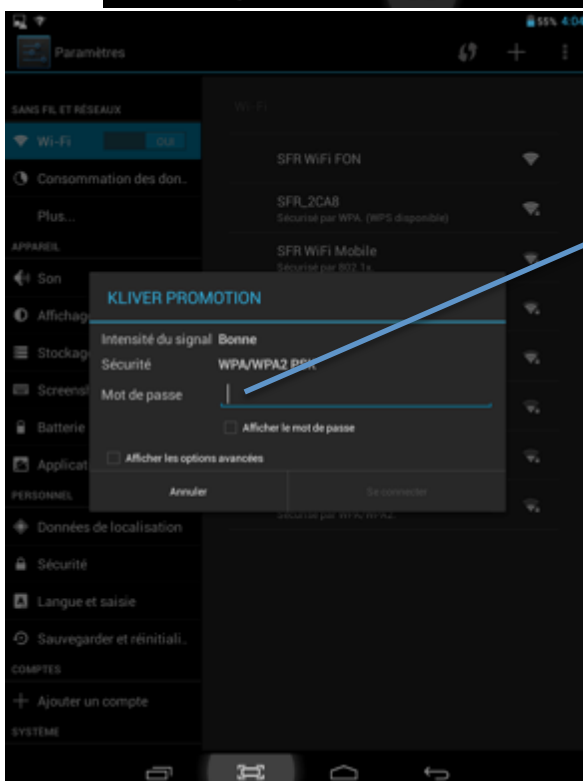 55% 4:04
Paramètres
SANS FIL ET RÉSEAUX
Wi-Fi OUI
Consommation des don..
Plus...
APPAREIL
Son
Affichag
Stockag
Screensh
Batterie
Applicat
PERSONNEL
Données de localisation
Sécurité
Langue et saisie
Sauvegarder et réinitiali..
COMPTES
Ajouter un compte
SYSTÈME
Wi-Fi
SFR WiFi FON
SFR_2CA8
Sécurisé par WPA. (WPS disponible)
SFR WiFi Mobile
Sécurisé par 802.1x.
KLIVER PROMOTION
Intensité du signal Bonne
Sécurité WPA/WPA2 PSK
Mot de passe
Afficher le mot de passe
Afficher les options avancées
Annuler
Se connecter
Sécurisé par WPA/WPA2.